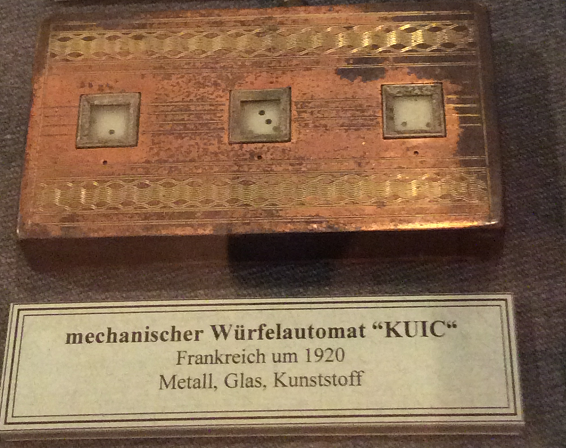 mechanischer Würfelautomat “KUIC“
Frankreich um 1920
Metall, Glas, Kunststoff